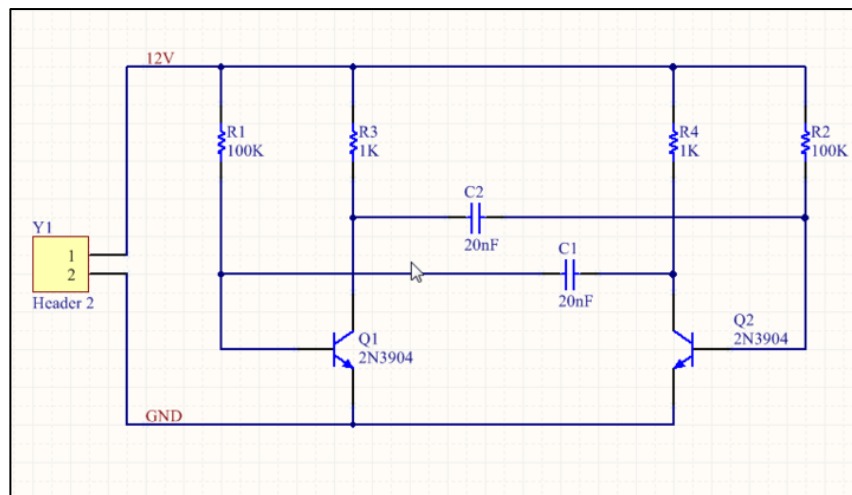 12V
R1
100K
R3
1K
R4
1K
R2
100K
C2
20nF
Y1
1
2
Header 2
C1
20nF
Q1
2N3904
Q2
2N3904
GND